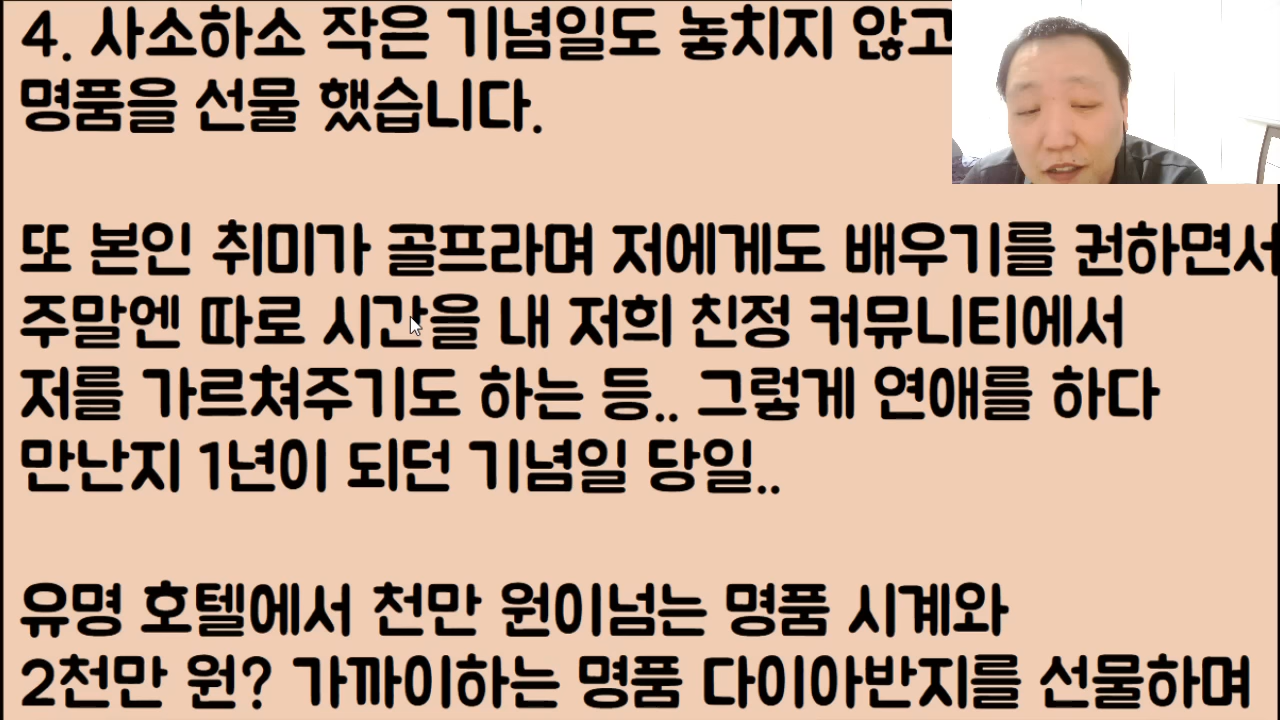 4. 사소하소 작은 기념일도 놓치지 않고
명품을 선물 했습니다.
또 본인 취미가 골프라며 저에게도 배우기를 권하면서
주말엔 따로 시간을 내 저희 친정 커뮤니티에서
저를 가르쳐주기도 하는 등.. 그렇게 연애를 하다
만난지 1년이 되던 기념일 당일..
유명 호텔에서 천만 원이넘는 명품 시계와
2천만 원? 가까이하는 명품 다이아반지를 선물하며